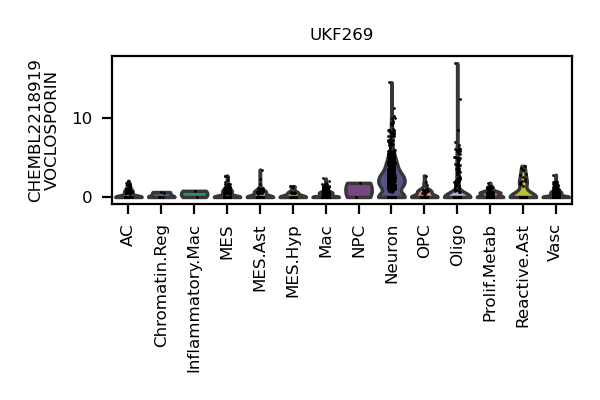 UKF269
CHEMBL2218919
VOCLOSPORIN
10
0
AC
Chromatin.Reg
Inflammatory.Mac
MES
MES.Ast
MES.Hyp
Mac
NPC
Neuron
OPC
Oligo
Prolif.Metab
Reactive.Ast
Vasc